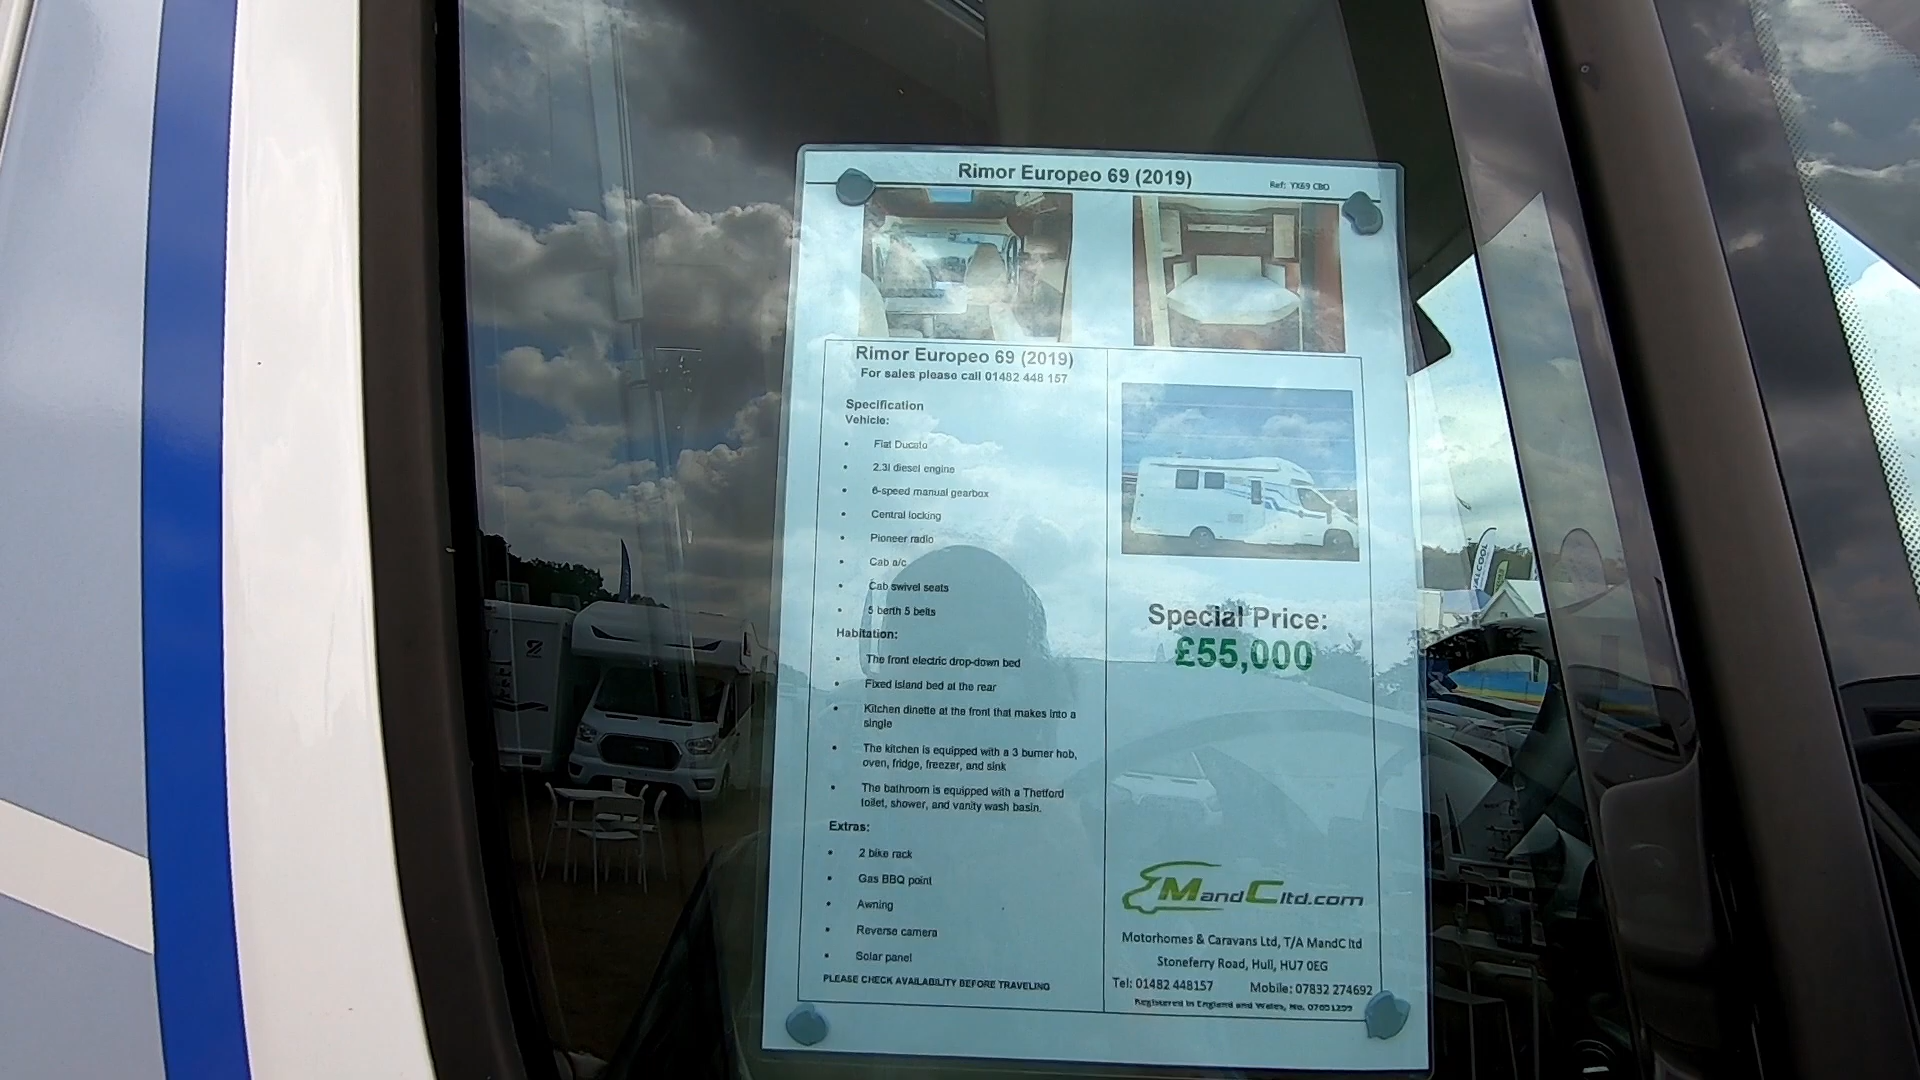 Rimor Europeo 69 (2019)
Ref: YX69 CBO
Rimor Europeo 69 (2019)
For sales please call 01482 448 157
Specification
Vehicle:
• Fiat Ducato
• 2.3l diesel engine
• 6-speed manual gearbox
• Central locking
• Pioneer radio
• Cab a/c
• Cab swivel seats
• 5 berth 5 belts
Habitation:
• The front electric drop-down bed
• Fixed island bed at the rear
• Kitchen dinette at the front that makes into a
single
• The kitchen is equipped with a 3 burner hob,
oven, fridge, freezer, and sink
• The bathroom is equipped with a Thetford
toilet, shower, and vanity wash basin.
Extras:
• 2 bike rack
• Gas BBQ point
• Awning
• Reverse camera
• Solar panel
PLEASE CHECK AVAILABILITY BEFORE TRAVELING
Special Price:
£55,000
MandCltd.com
Motorhomes & Caravans Ltd, T/A MandC ltd
Stoneferry Road, Hull, HU7 0EG
Tel: 01482 448157 Mobile: 07832 274692
Registered in England and Wales, No.